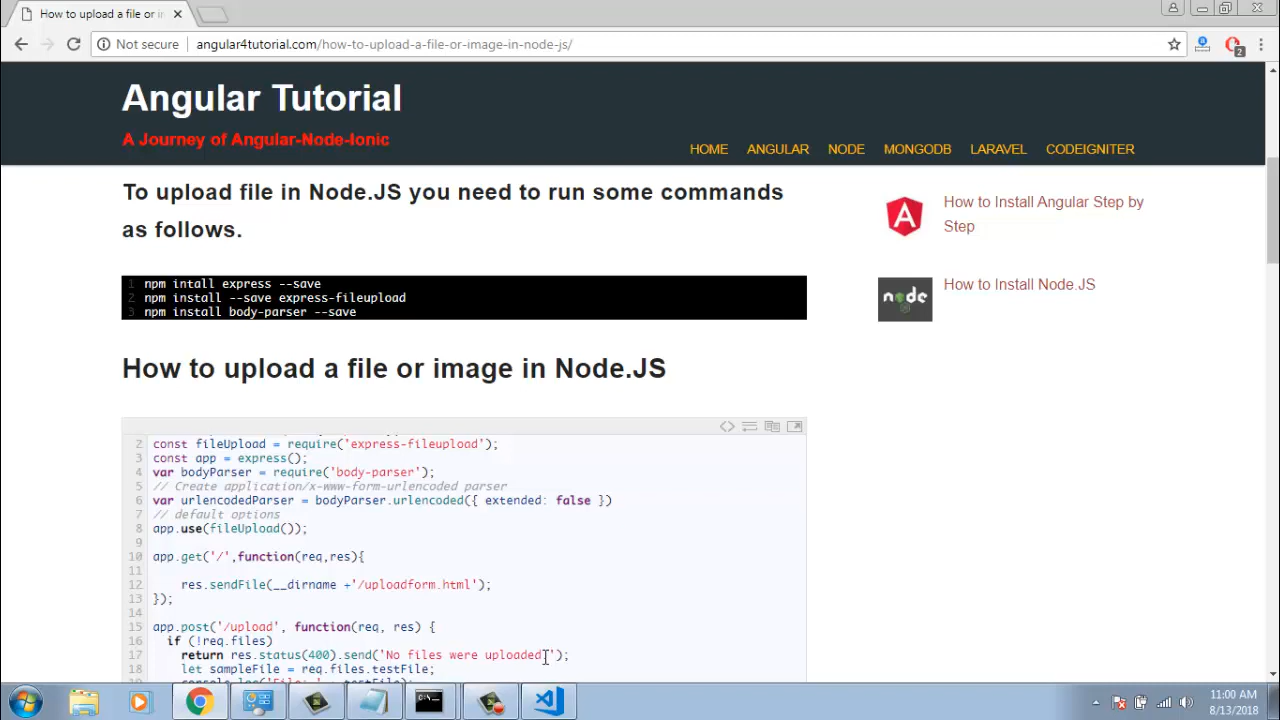 How to upload a file or im
Not secure angular4tutorial.com/how-to-upload-a-file-or-image-in-node-js/
2
Angular Tutorial
A Journey of Angular-Node-Ionic
HOME ANGULAR NODE MONGODB LARAVEL CODEIGNITER
To upload file in Node.JS you need to run some commands
as follows.
1 npm intall express --save
2 npm install --save express-fileupload
3 npm install body-parser --save
How to upload a file or image in Node.JS
2 const fileUpload = require('express-fileupload');
3 const app = express();
4 var bodyParser = require('body-parser');
5 // Create application/x-www-form-urlencoded parser
6 var urlencodedParser = bodyParser.urlencoded({ extended: false })
7 // default options
8 app.use(fileUpload());
9
10 app.get('/',function(req,res){
11
12 res.sendFile(__dirname +'/uploadform.html');
13 });
14
15 app.post('/upload', function(req, res) {
16 if (!req.files)
17 return res.status(400).send('No files were uploaded.');
18 let sampleFile = req.files.testFile;
A
How to Install Angular Step by
Step
node
How to Install Node.JS
11:00 AM
8/13/2018